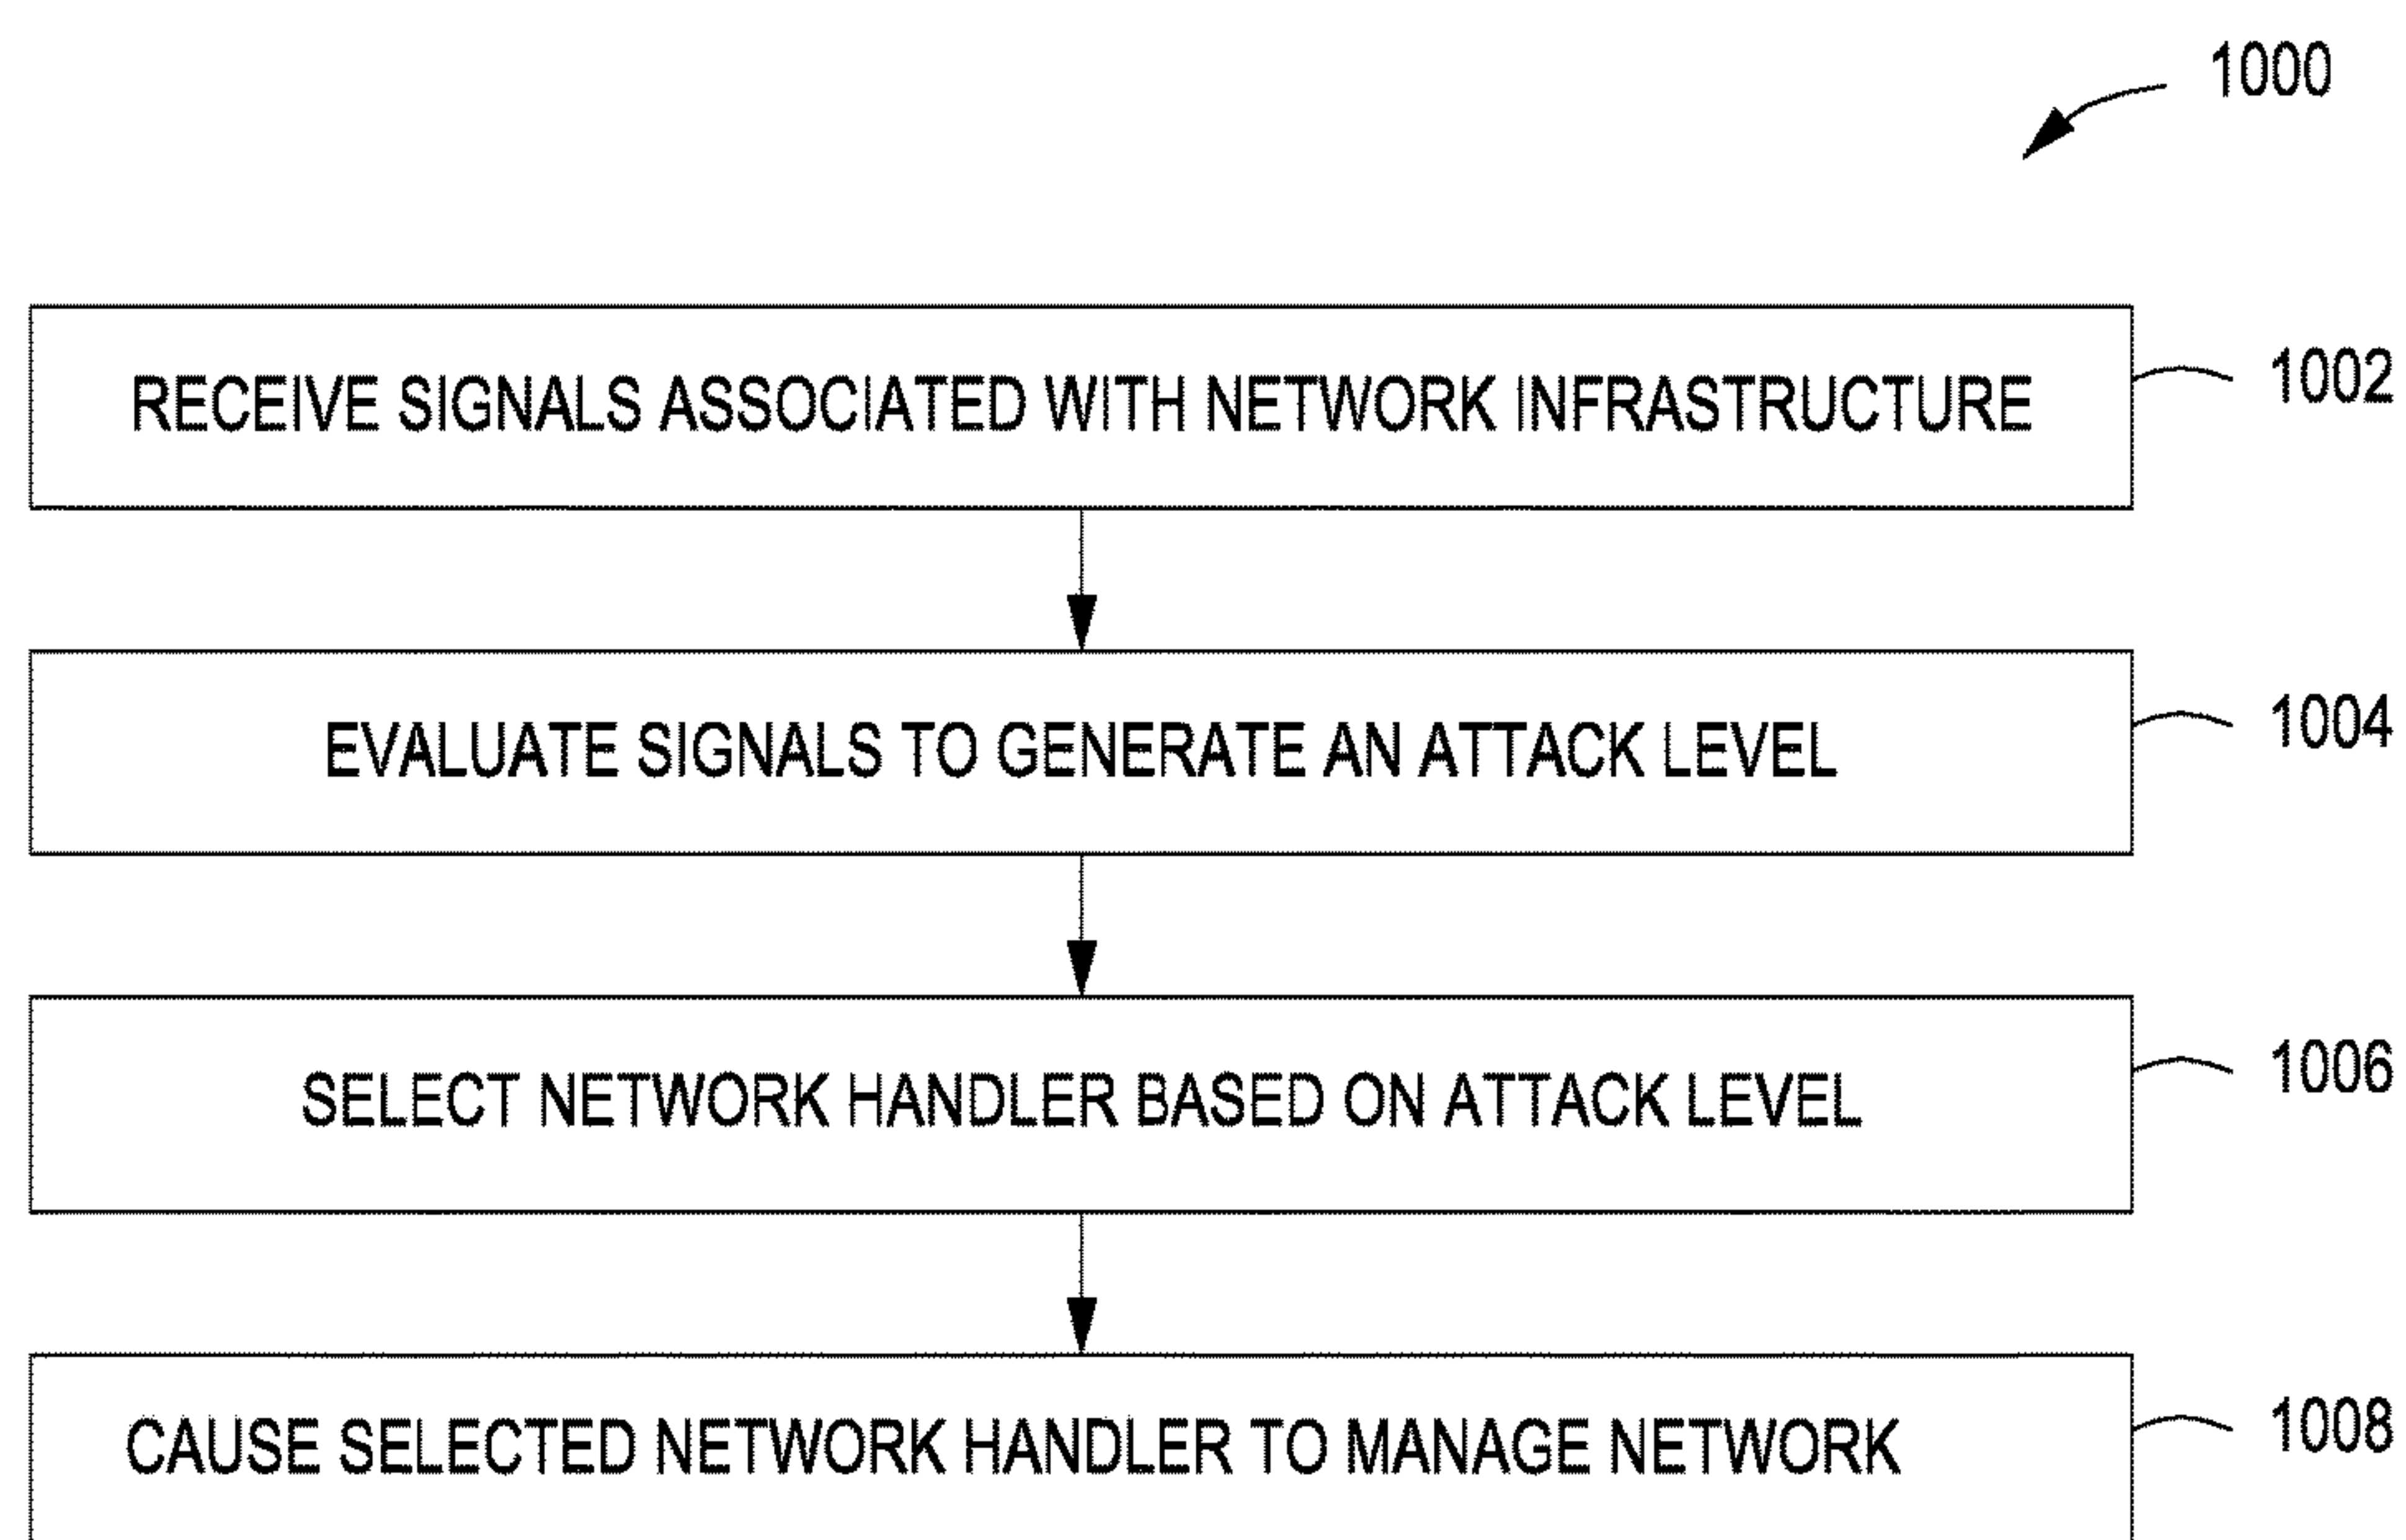 1000
RECEIVE SIGNALS ASSOCIATED WITH NETWORK INFRASTRUCTURE
1002
EVALUATE SIGNALS TO GENERATE AN ATTACK LEVEL
1004
SELECT NETWORK HANDLER BASED ON ATTACK LEVEL
1006
CAUSE SELECTED NETWORK HANDLER TO MANAGE NETWORK
1008